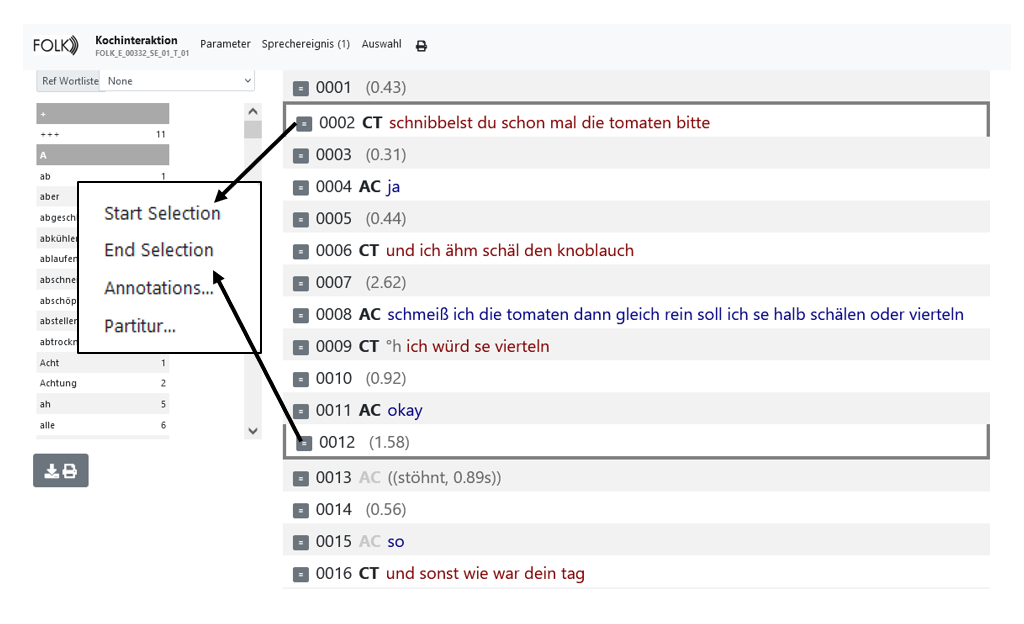 FOLK Kochinteraktion Parameter Sprechereignis (1) Auswahl
FOLK_E_00332_SE_01_T_01
Ref Wortliste None
+
+++ 11
A
ab 1
aber
abgesch
abkühle
ablaufen
abschne
abschöp
absteller
abtrockn
Acht 1
Achtung 2
ah 5
alle 6
Start Selection
End Selection
Annotations...
Partitur...
0001 (0.43)
0002 CT schnibbelst du schon mal die tomaten bitte
0003 (0.31)
0004 AC ja
0005 (0.44)
0006 CT und ich ähm schäl den knoblauch
0007 (2.62)
0008 AC schmeiß ich die tomaten dann gleich rein soll ich se halb schälen oder vierteln
0009 CT °h ich würd se vierteln
0010 (0.92)
0011 AC okay
0012 (1.58)
0013 AC ((stöhnt, 0.89s))
0014 (0.56)
0015 AC so
0016 CT und sonst wie war dein tag